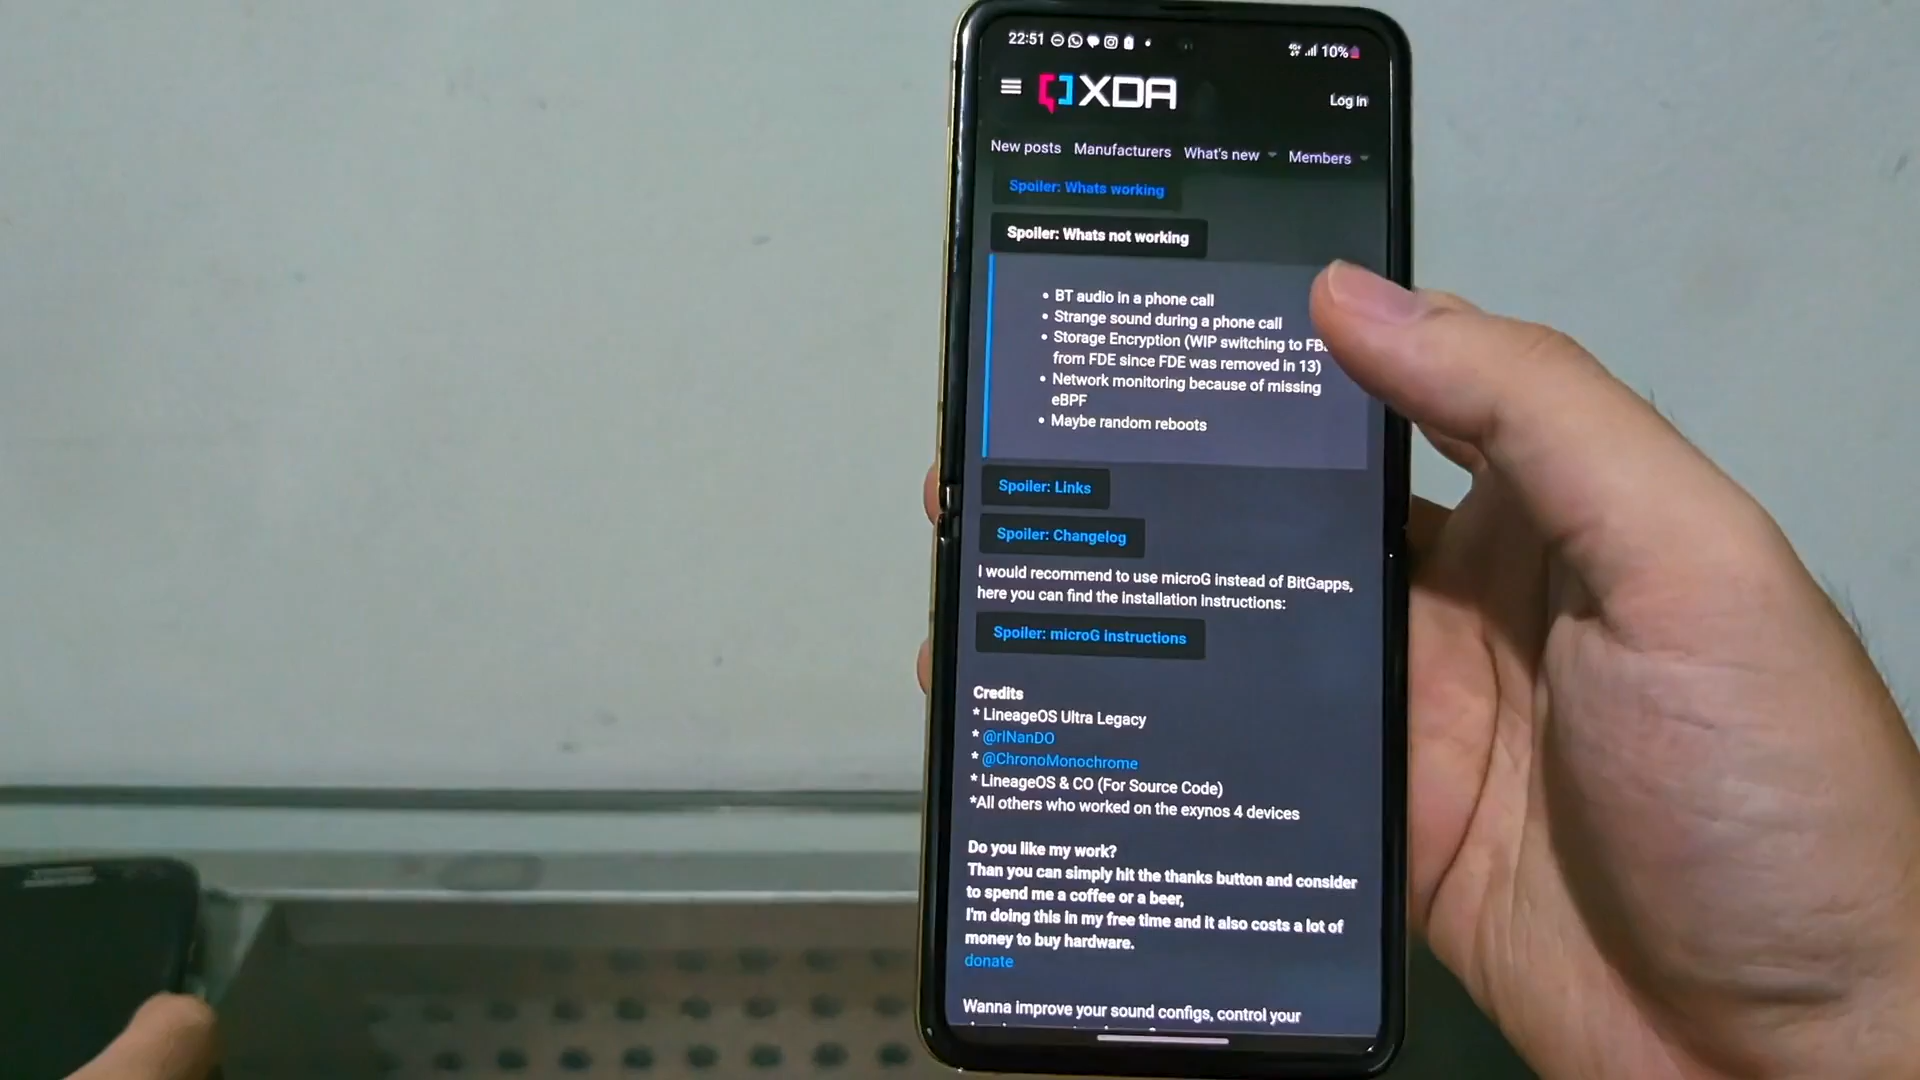 22:51
10%
XDA
Log in
New posts Manufacturers What's new Members
Spoiler: Whats working
Spoiler: Whats not working
• BT audio in a phone call
• Strange sound during a phone call
• Storage Encryption (WIP switching to
from FDE since FDE was removed in 13)
• Network monitoring because of missing
eBPF
• Maybe random reboots
Spoiler: Links
Spoiler: Changelog
I would recommend to use microG instead of BitGapps,
here you can find the installation instructions:
Spoiler: microG instructions
Credits
* LineageOS Ultra Legacy
* @rINanDO
* @ChronoMonochrome
* LineageOS & CO (For Source Code)
*All others who worked on the exynos 4 devices
Do you like my work?
Than you can simply hit the thanks button and consider
to spend me a coffee or a beer,
I'm doing this in my free time and it also costs a lot of
money to buy hardware.
donate
Wanna improve your sound configs, control your